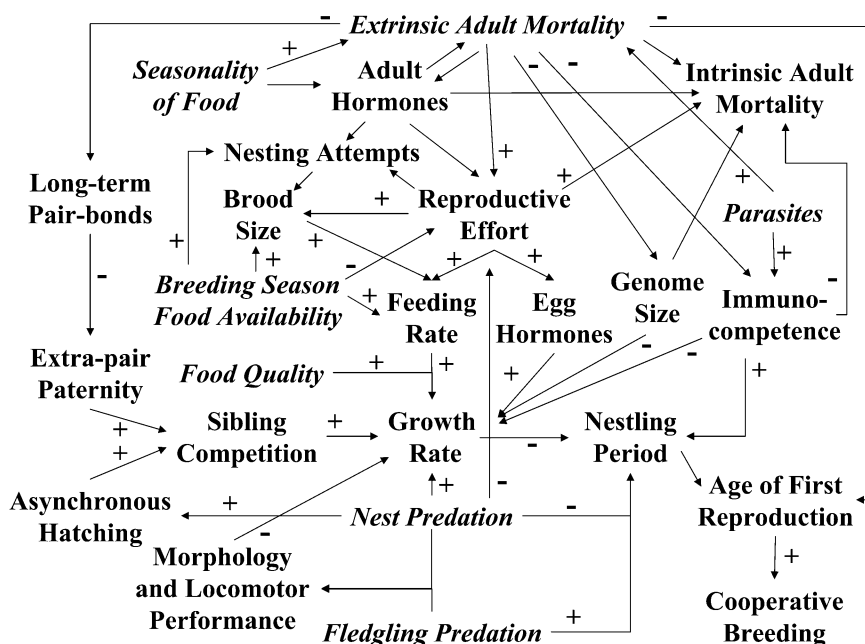 Extrinsic Adult Mortality
-
-
+
Seasonality
of Food
Adult
Hormones
-
-
Intrinsic Adult
Mortality
Nesting Attempts
+
+
+
Long-term
Pair-bonds
Brood
Size
+
Reproductive
Effort
Parasites
+
+
+
-
+
+
+
-
Breeding Season
Food Availability
+
Feeding
Rate
Egg
Hormones
Genome
Size
Immuno-
competence
-
Extra-pair
Paternity
Food Quality
+
+
+
-
-
+
+
Sibling
Competition
+
Growth
Rate
-
Nestling
Period
+
Asynchronous
Hatching
+
-
+
Nest Predation
-
-
Age of First
Reproduction
Morphology
and Locomotor
Performance
+
Fledgling Predation
+
Cooperative
Breeding